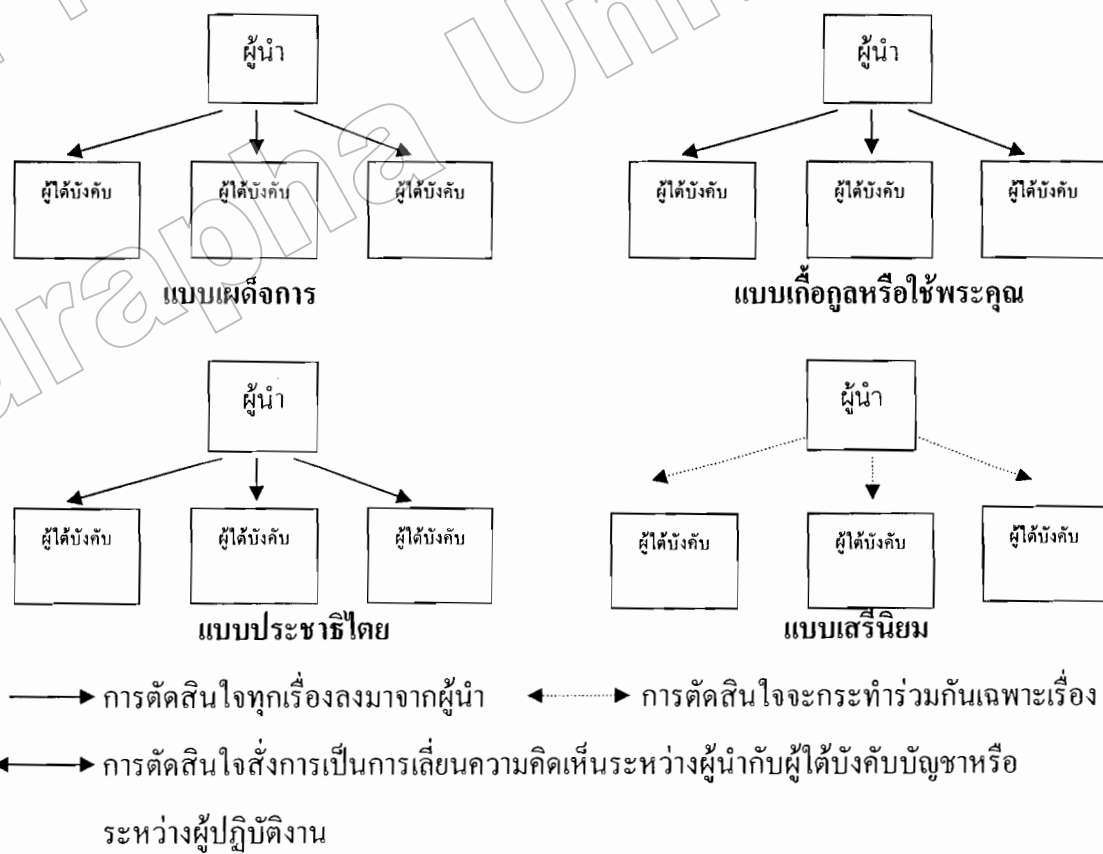 ผู้นำ ผู้นำ
ผู้ใต้บังคับ ผู้ใต้บังคับ ผู้ใต้บังคับ ผู้ใต้บังคับ ผู้ใต้บังคับ ผู้ใต้บังคับ
แบบเผด็จการ แบบเกื้อกูลหรือใช้พระคุณ
ผู้นำ ผู้นำ
ผู้ใต้บังคับ ผู้ใต้บังคับ ผู้ใต้บังคับ ผู้ใต้บังคับ ผู้ใต้บังคับ ผู้ใต้บังคับ
แบบประชาธิไตย แบบเสรีนิยม
การตัดสินใจทุกเรื่องลงมาจากผู้นำ การตัดสินใจจะกระทำร่วมกันเฉพาะเรื่อง
การตัดสินใจสั่งการเป็นการเลี่ยนความคิดเห็นระหว่างผู้นำกับผู้ใต้บังคับบัญชาหรือ
ระหว่างผู้ปฏิบัติงาน